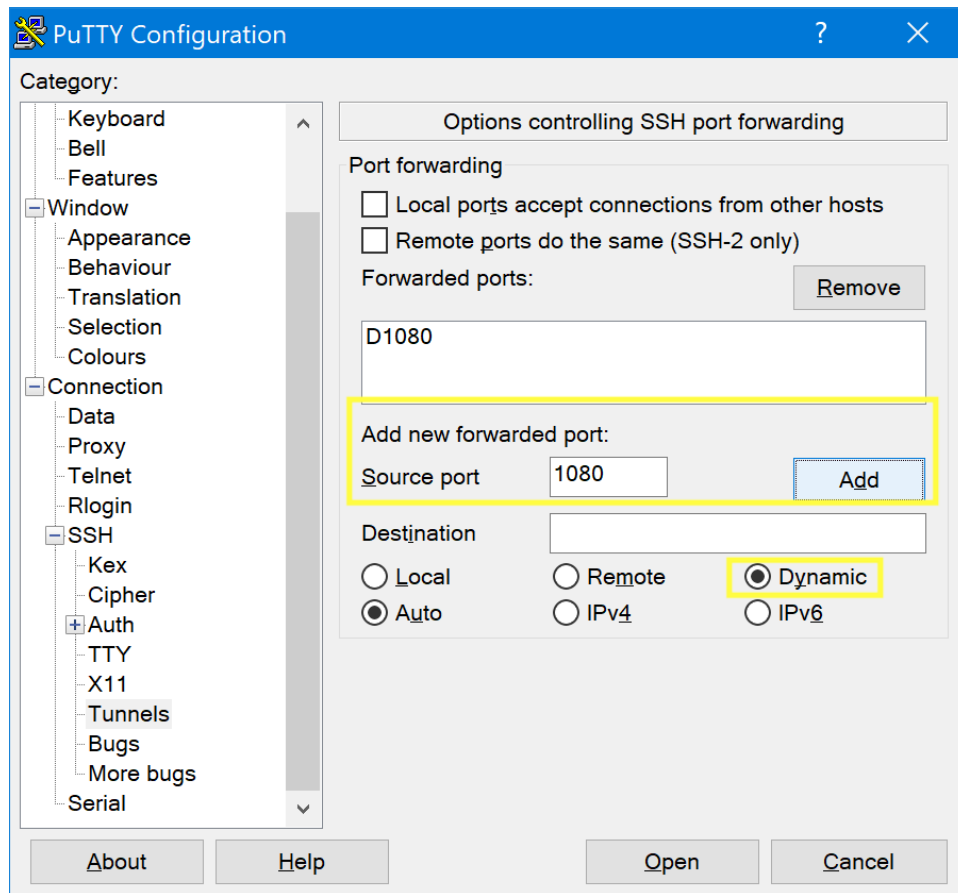 PuTTY Configuration ?
Category:
Keyboard
Bell
Features
Window
Appearance
Behaviour
Translation
Selection
Colours
Connection
Data
Proxy
Telnet
Rlogin
SSH
Kex
Cipher
Auth
TTY
X11
Tunnels
Bugs
More bugs
Serial
Options controlling SSH port forwarding
Port forwarding
Local ports accept connections from other hosts
Remote ports do the same (SSH-2 only)
Forwarded ports:
Remove
D1080
Add new forwarded port:
Source port 1080 Add
Destination
Local Remote Dynamic
Auto IPv4 IPv6
About Help Open Cancel